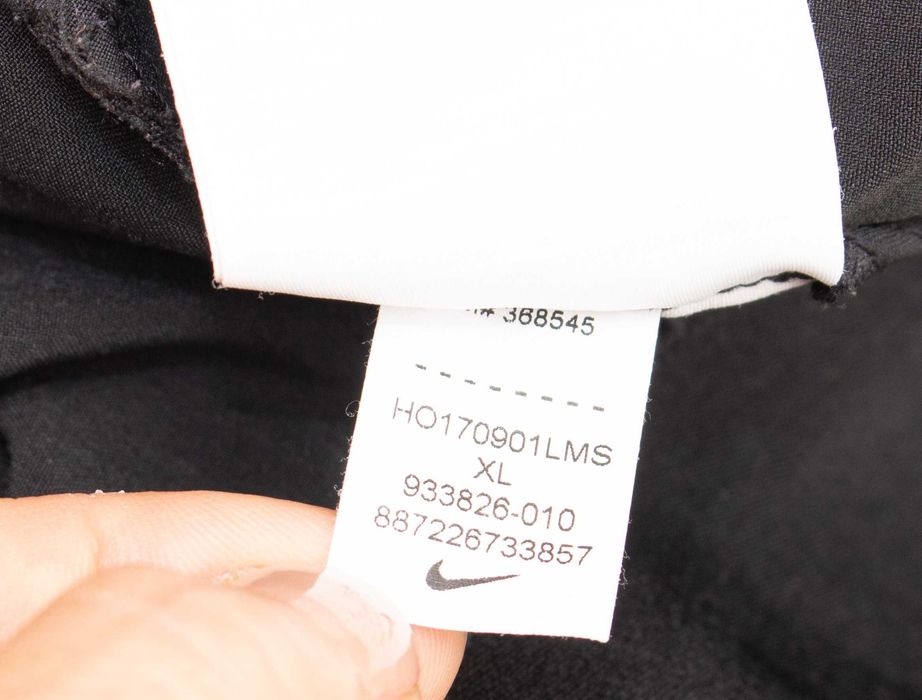 # 368545
- - - - - - - -
HO170901LMS
XL
933826-010
887226733857